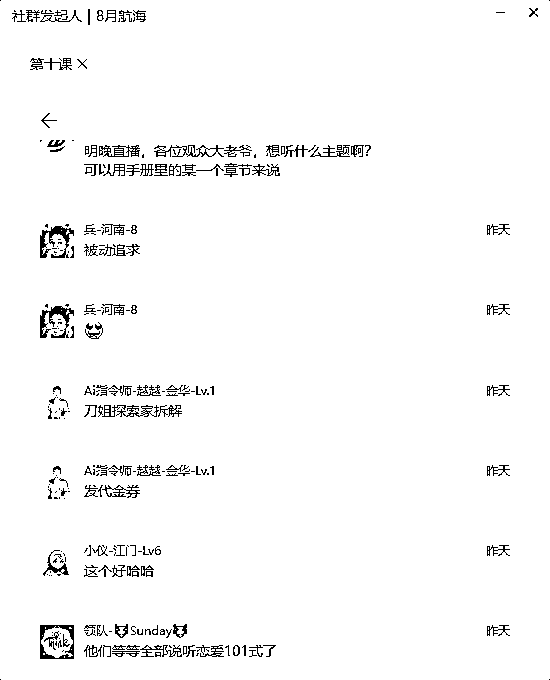 社群发起人 | 8月航海
第十课
明晚直播，各位观众大老爷，想听什么主题啊？
可以用手册里的某一个章节来说
兵-河南-8
昨天
被动追求
兵-河南-8
昨天
Ai指令师-越越-金华-Lv.1
昨天
刀姐探索家拆解
Ai指令师-越越-金华-Lv.1
昨天
发代金券
小仪-江门-Lv6
昨天
这个好哈哈
领队-🐺Sunday🐺
昨天
他们等等全部说听恋爱101式了